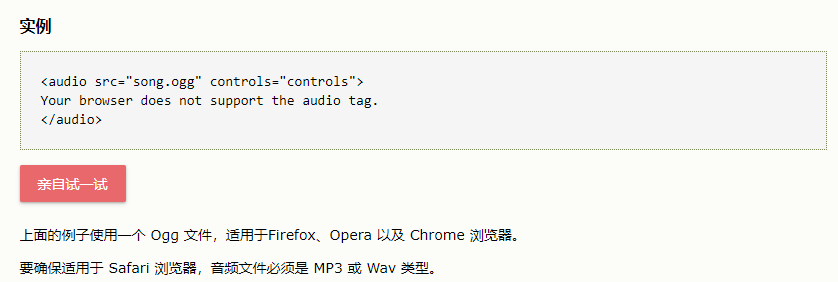 实例
<audio src="song.ogg" controls="controls">
Your browser does not support the audio tag.
</audio>
亲自试一试
上面的例子使用一个 Ogg 文件，适用于Firefox、Opera 以及 Chrome 浏览器。
要确保适用于 Safari 浏览器，音频文件必须是 MP3 或 Wav 类型。